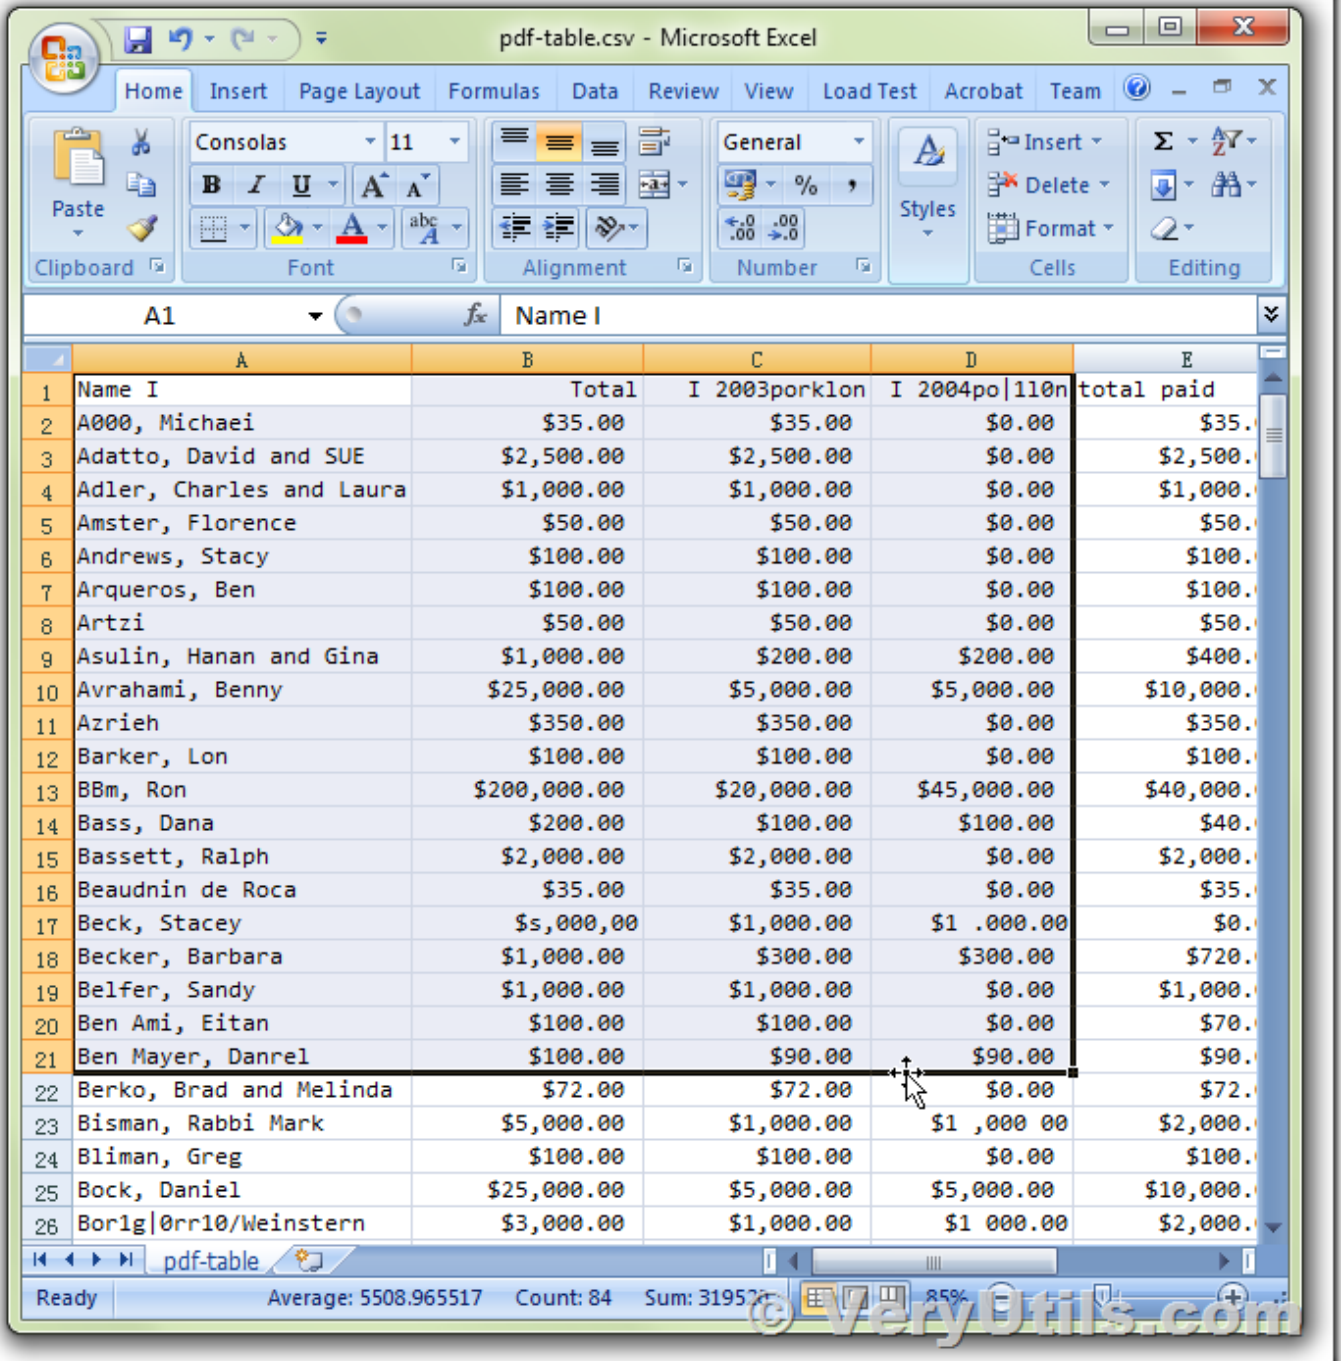 pdf-table.csv - Microsoft Excel
Home Insert Page Layout Formulas Data Review View Load Test Acrobat Team
Consolas 11 General Insert
Paste B I U A A % , Styles Delete
abc A .00 .00 Format
Clipboard Font Alignment Number Cells Editing
A1 fx Name I
A B C D E
1 Name I Total I 2003porklon I 2004po|1l0n total paid
2 A000, Michaei $35.00 $35.00 $0.00 $35.
3 Adatto, David and SUE $2,500.00 $2,500.00 $0.00 $2,500.
4 Adler, Charles and Laura $1,000.00 $1,000.00 $0.00 $1,000.
5 Amster, Florence $50.00 $50.00 $0.00 $50.
6 Andrews, Stacy $100.00 $100.00 $0.00 $100.
7 Arqueros, Ben $100.00 $100.00 $0.00 $100.
8 Artzi $50.00 $50.00 $0.00 $50.
9 Asulin, Hanan and Gina $1,000.00 $200.00 $200.00 $400.
10 Avrahami, Benny $25,000.00 $5,000.00 $5,000.00 $10,000.
11 Azrieh $350.00 $350.00 $0.00 $350.
12 Barker, Lon $100.00 $100.00 $0.00 $100.
13 BBm, Ron $200,000.00 $20,000.00 $45,000.00 $40,000.
14 Bass, Dana $200.00 $100.00 $100.00 $40.
15 Bassett, Ralph $2,000.00 $2,000.00 $0.00 $2,000.
16 Beaudnin de Roca $35.00 $35.00 $0.00 $35.
17 Beck, Stacey $s,000,00 $1,000.00 $1 .000.00 $0.
18 Becker, Barbara $1,000.00 $300.00 $300.00 $720.
19 Belfer, Sandy $1,000.00 $1,000.00 $0.00 $1,000.
20 Ben Ami, Eitan $100.00 $100.00 $0.00 $70.
21 Ben Mayer, Danrel $100.00 $90.00 $90.00 $90.
22 Berko, Brad and Melinda $72.00 $72.00 $0.00 $72.
23 Bisman, Rabbi Mark $5,000.00 $1,000.00 $1 ,000 00 $2,000.
24 Bliman, Greg $100.00 $100.00 $0.00 $100.
25 Bock, Daniel $25,000.00 $5,000.00 $5,000.00 $10,000.
26 Bor1g|0rr10/Weinstern $3,000.00 $1,000.00 $1 000.00 $2,000.
pdf-table
Ready Average: 5508.965517 Count: 84 Sum: 31952 85%
© VeryUtils.com